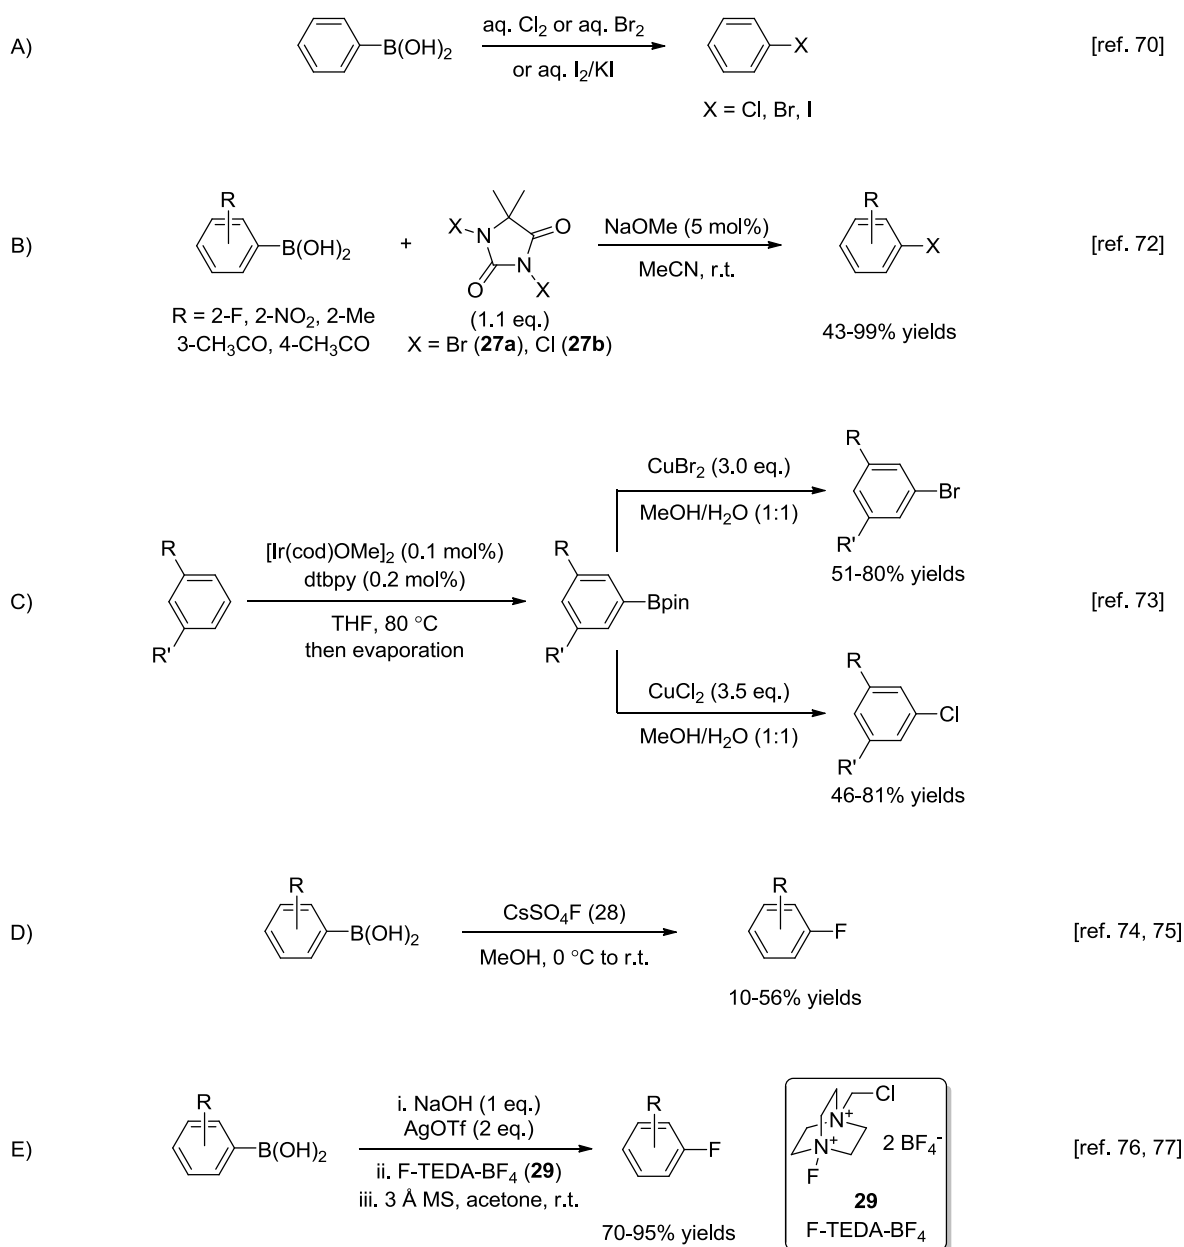 A)
B(OH)2
aq. Cl2 or aq. Br2
or aq. I2/KI
X
X = Cl, Br, I
[ref. 70]
B)
R
B(OH)2
R = 2-F, 2-NO2, 2-Me
3-CH3CO, 4-CH3CO
+
X
N
O
O
N
X
(1.1 eq.)
X = Br (27a), Cl (27b)
NaOMe (5 mol%)
MeCN, r.t.
R
X
43-99% yields
[ref. 72]
C)
R
R'
[Ir(cod)OMe]2 (0.1 mol%)
dtbpy (0.2 mol%)
THF, 80 °C
then evaporation
R
Bpin
R'
CuBr2 (3.0 eq.)
MeOH/H2O (1:1)
R
Br
R'
51-80% yields
CuCl2 (3.5 eq.)
MeOH/H2O (1:1)
R
Cl
R'
46-81% yields
[ref. 73]
D)
R
B(OH)2
CsSO4F (28)
MeOH, 0 °C to r.t.
R
F
10-56% yields
[ref. 74, 75]
E)
R
B(OH)2
i. NaOH (1 eq.)
AgOTf (2 eq.)
ii. F-TEDA-BF4 (29)
iii. 3 Å MS, acetone, r.t.
R
F
70-95% yields
Cl
N+
N+
F
2 BF4-
29
F-TEDA-BF4
[ref. 76, 77]